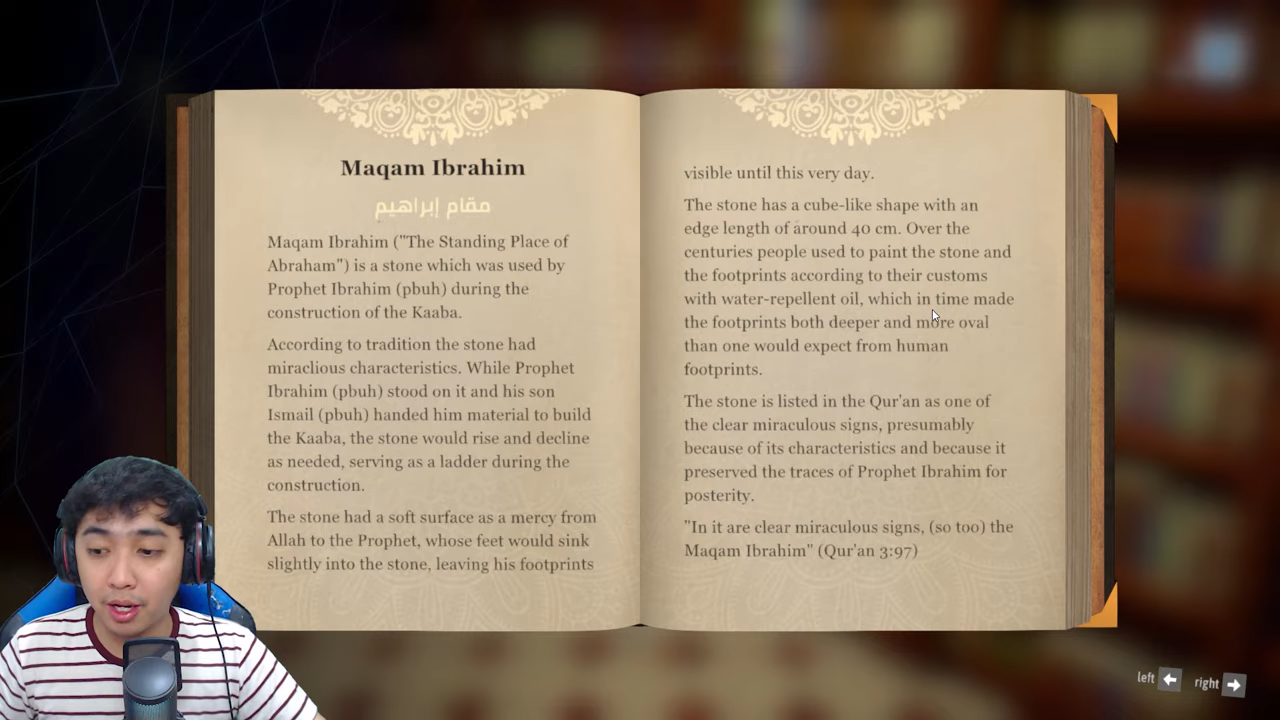 Maqam Ibrahim
مقام إبراهيم
Maqam Ibrahim ("The Standing Place of
Abraham") is a stone which was used by
Prophet Ibrahim (pbuh) during the
construction of the Kaaba.
According to tradition the stone had
miraclious characteristics. While Prophet
Ibrahim (pbuh) stood on it and his son
Ismail (pbuh) handed him material to build
the Kaaba, the stone would rise and decline
as needed, serving as a ladder during the
construction.
The stone had a soft surface as a mercy from
Allah to the Prophet, whose feet would sink
slightly into the stone, leaving his footprints
visible until this very day.
The stone has a cube-like shape with an
edge length of around 40 cm. Over the
centuries people used to paint the stone and
the footprints according to their customs
with water-repellent oil, which in time made
the footprints both deeper and more oval
than one would expect from human
footprints.
The stone is listed in the Qur'an as one of
the clear miraculous signs, presumably
because of its characteristics and because it
preserved the traces of Prophet Ibrahim for
posterity.
"In it are clear miraculous signs, (so too) the
Maqam Ibrahim" (Qur'an 3:97)
left right